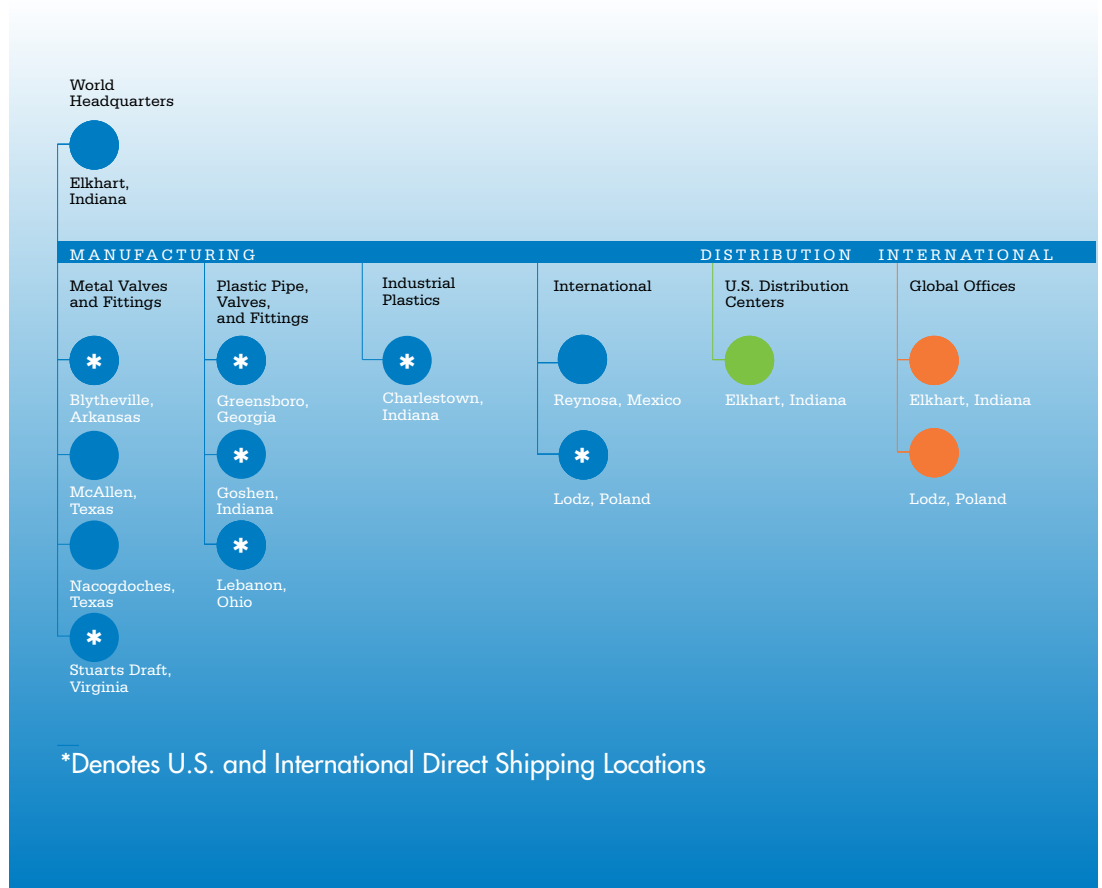 World
Headquarters
Elkhart,
Indiana
MANUFACTURING
DISTRIBUTION
INTERNATIONAL
Metal Valves
and Fittings
*
Blytheville,
Arkansas
McAllen,
Texas
Nacogdoches,
Texas
*
Stuarts Draft,
Virginia
Plastic Pipe,
Valves,
and Fittings
*
Greensboro,
Georgia
*
Goshen,
Indiana
*
Lebanon,
Ohio
Industrial
Plastics
*
Charlestown,
Indiana
International
Reynosa, Mexico
*
Lodz, Poland
U.S. Distribution
Centers
Elkhart, Indiana
Global Offices
Elkhart, Indiana
Lodz, Poland
*Denotes U.S. and International Direct Shipping Locations